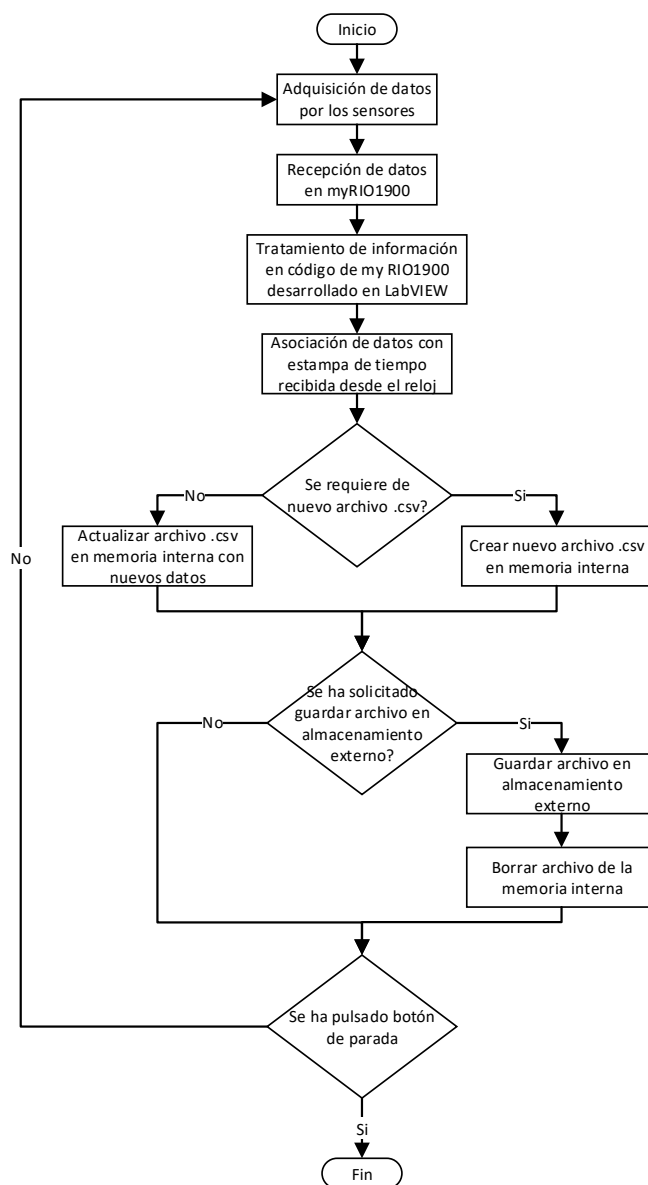 Inicio
Adquisición de datos
por los sensores
Recepción de datos
en myRIO1900
Tratamiento de información
en código de my RIO1900
desarrollado en LabVIEW
Asociación de datos con
estampa de tiempo
recibida desde el reloj
Se requiere de
nuevo archivo .csv?
No
Si
Actualizar archivo .csv
en memoria interna con
nuevos datos
Crear nuevo archivo .csv
en memoria interna
No
Se ha solicitado
guardar archivo en
almacenamiento
externo?
No
Si
Guardar archivo en
almacenamiento
externo
Borrar archivo de la
memoria interna
Se ha pulsado botón
de parada
Si
Fin